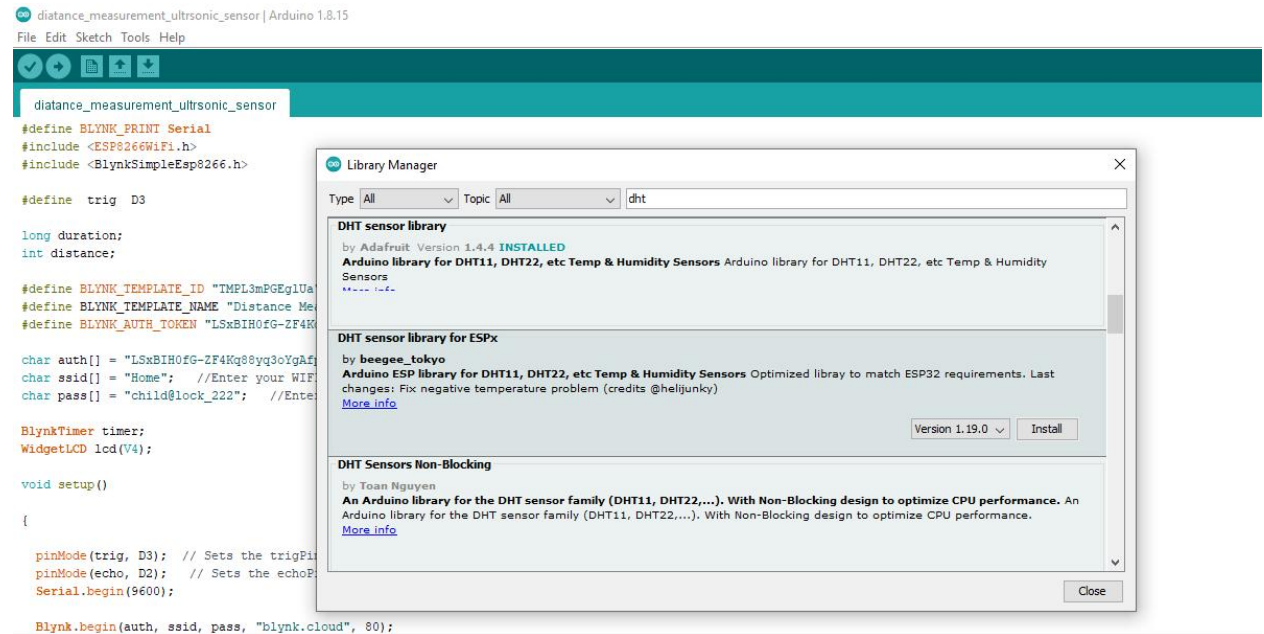 diatance_measurement_ultrsonic_sensor | Arduino 1.8.15
File Edit Sketch Tools Help
diatance_measurement_ultrsonic_sensor
#define BLYNK_PRINT Serial
#include <ESP8266WiFi.h>
#include <BlynkSimpleEsp8266.h>
#define trig D3
long duration;
int distance;
#define BLYNK_TEMPLATE_ID "TMPL3mPGEglUa"
#define BLYNK_TEMPLATE_NAME "Distance Mea
#define BLYNK_AUTH_TOKEN
char auth[] =
char ssid[] = "Home"; //Enter your WIFI
char pass[] = "child@lock_222"; //Enter
BlynkTimer timer;
WidgetLCD lcd(V4);
void setup()
{
pinMode(trig, D3); // Sets the trigPin
pinMode(echo, D2); // Sets the echoP
Serial.begin(9600);
Blynk.begin(auth, ssid, pass, "blynk.cloud", 80);
Library Manager
Type All Topic All dht
DHT sensor library
by Adafruit Version 1.4.4 INSTALLED
Arduino library for DHT11, DHT22, etc Temp & Humidity Sensors Arduino library for DHT11, DHT22, etc Temp & Humidity
Sensors
More info
DHT sensor library for ESPx
by beegee_tokyo
Arduino ESP library for DHT11, DHT22, etc Temp & Humidity Sensors Optimized libray to match ESP32 requirements. Last
changes: Fix negative temperature problem (credits @helijunky)
More info
Version 1.19.0 Install
DHT Sensors Non-Blocking
by Toan Nguyen
An Arduino library for the DHT sensor family (DHT11, DHT22,...). With Non-Blocking design to optimize CPU performance. An
Arduino library for the DHT sensor family (DHT11, DHT22,...). With Non-Blocking design to optimize CPU performance.
More info
Close